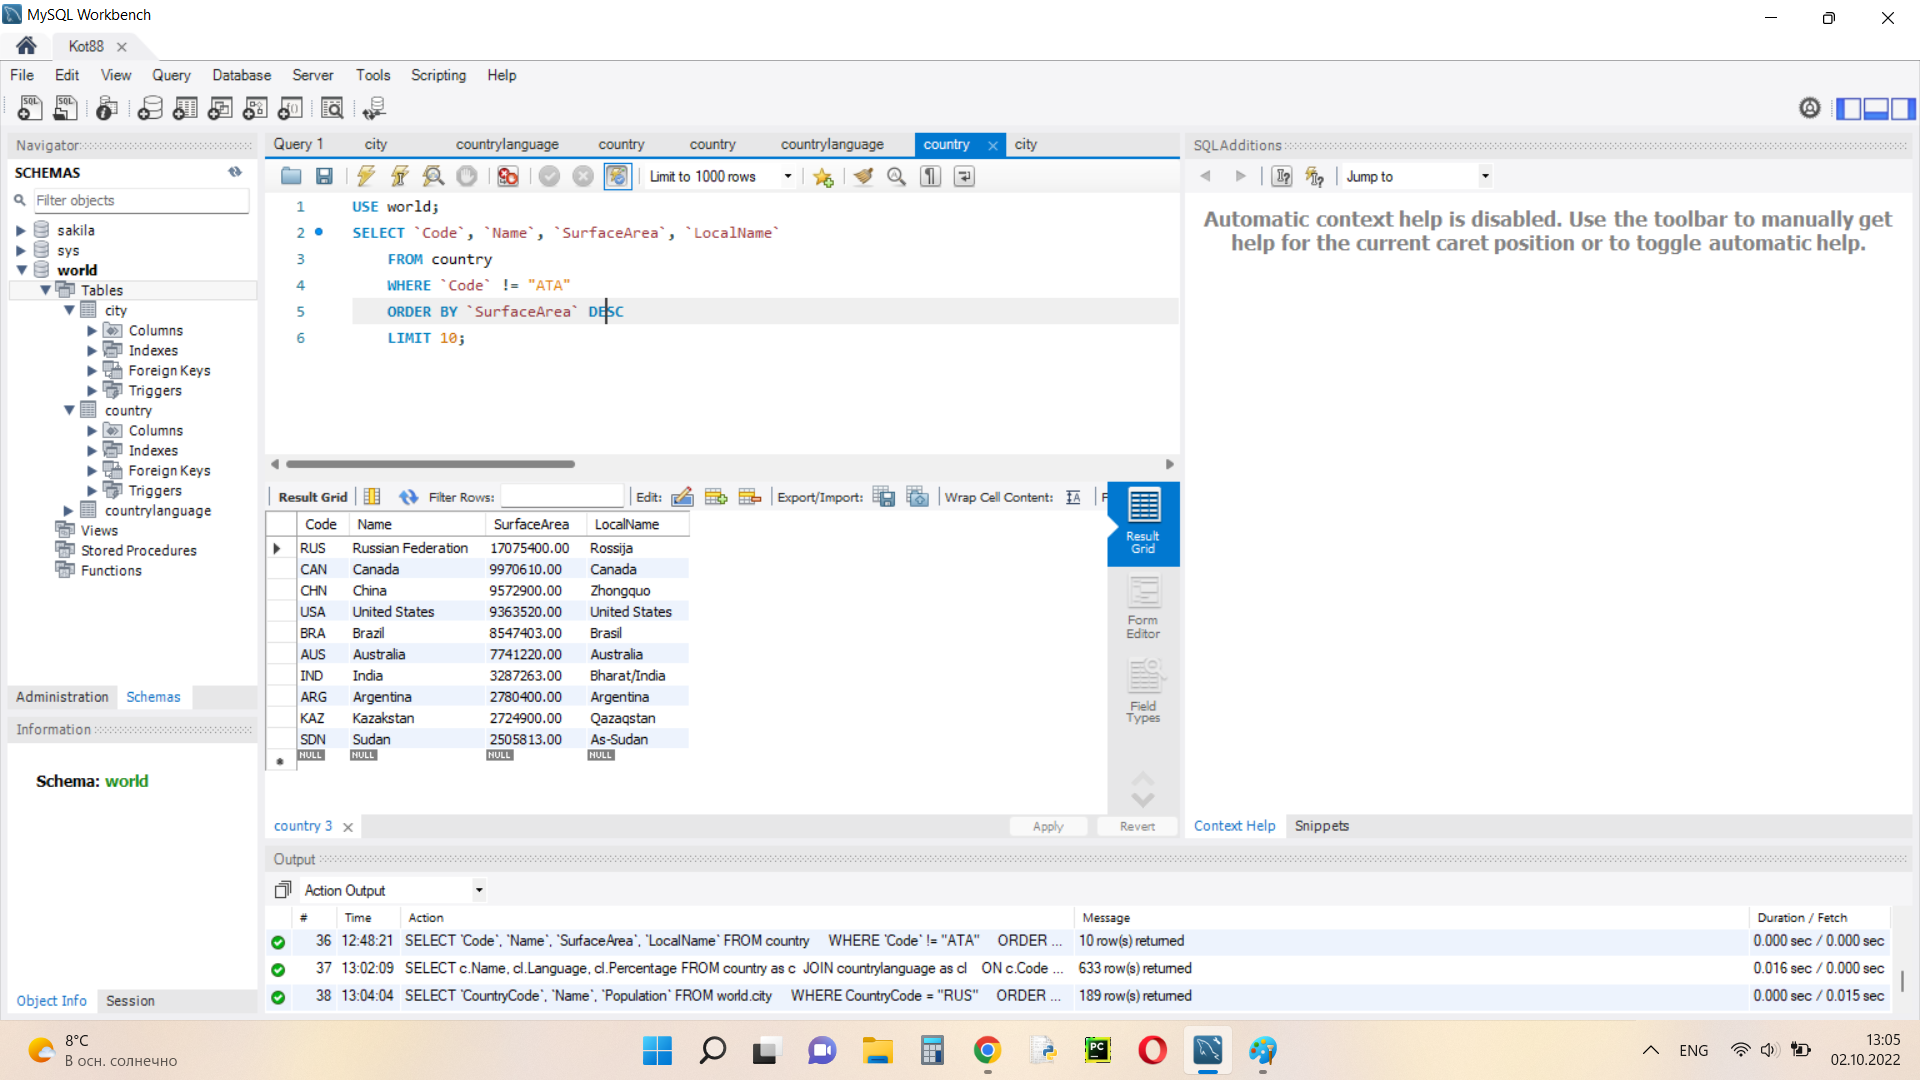 MySQL Workbench
Kot88
File Edit View Query Database Server Tools Scripting Help
Navigator
SCHEMAS
Filter objects
sakila
sys
world
Tables
city
Columns
Indexes
Foreign Keys
Triggers
country
Columns
Indexes
Foreign Keys
Triggers
countrylanguage
Views
Stored Procedures
Functions
Administration Schemas
Information
Schema: world
Object Info Session
Query 1 city countrylanguage country country countrylanguage country city
Limit to 1000 rows
1 USE world;
2 SELECT `Code`, `Name`, `SurfaceArea`, `LocalName`
3 FROM country
4 WHERE `Code` != "ATA"
5 ORDER BY `SurfaceArea` DESC
6 LIMIT 10;
Result Grid Filter Rows: Edit: Export/Import: Wrap Cell Content:
Code Name SurfaceArea LocalName
RUS Russian Federation 17075400.00 Rossija
CAN Canada 9970610.00 Canada
CHN China 9572900.00 Zhongquo
USA United States 9363520.00 United States
BRA Brazil 8547403.00 Brasil
AUS Australia 7741220.00 Australia
IND India 3287263.00 Bharat/India
ARG Argentina 2780400.00 Argentina
KAZ Kazakstan 2724900.00 Qazaqstan
SDN Sudan 2505813.00 As-Sudan
NULL NULL NULL NULL
Result
Grid
Form
Editor
Field
Types
country 3 Apply Revert
SQLAdditions
Jump to
Automatic context help is disabled. Use the toolbar to manually get
help for the current caret position or to toggle automatic help.
Context Help Snippets
Output
Action Output
# Time Action Message Duration / Fetch
36 12:48:21 SELECT `Code`, `Name`, `SurfaceArea`, `LocalName` FROM country WHERE `Code` != "ATA" ORDER ... 10 row(s) returned 0.000 sec / 0.000 sec
37 13:02:09 SELECT c.Name, cl.Language, cl.Percentage FROM country as c JOIN countrylanguage as cl ON c.Code ... 633 row(s) returned 0.016 sec / 0.000 sec
38 13:04:04 SELECT `CountryCode`, `Name`, `Population` FROM world.city WHERE CountryCode = "RUS" ORDER ... 189 row(s) returned 0.000 sec / 0.015 sec
8°C
В осн. солнечно
ENG
13:05
02.10.2022